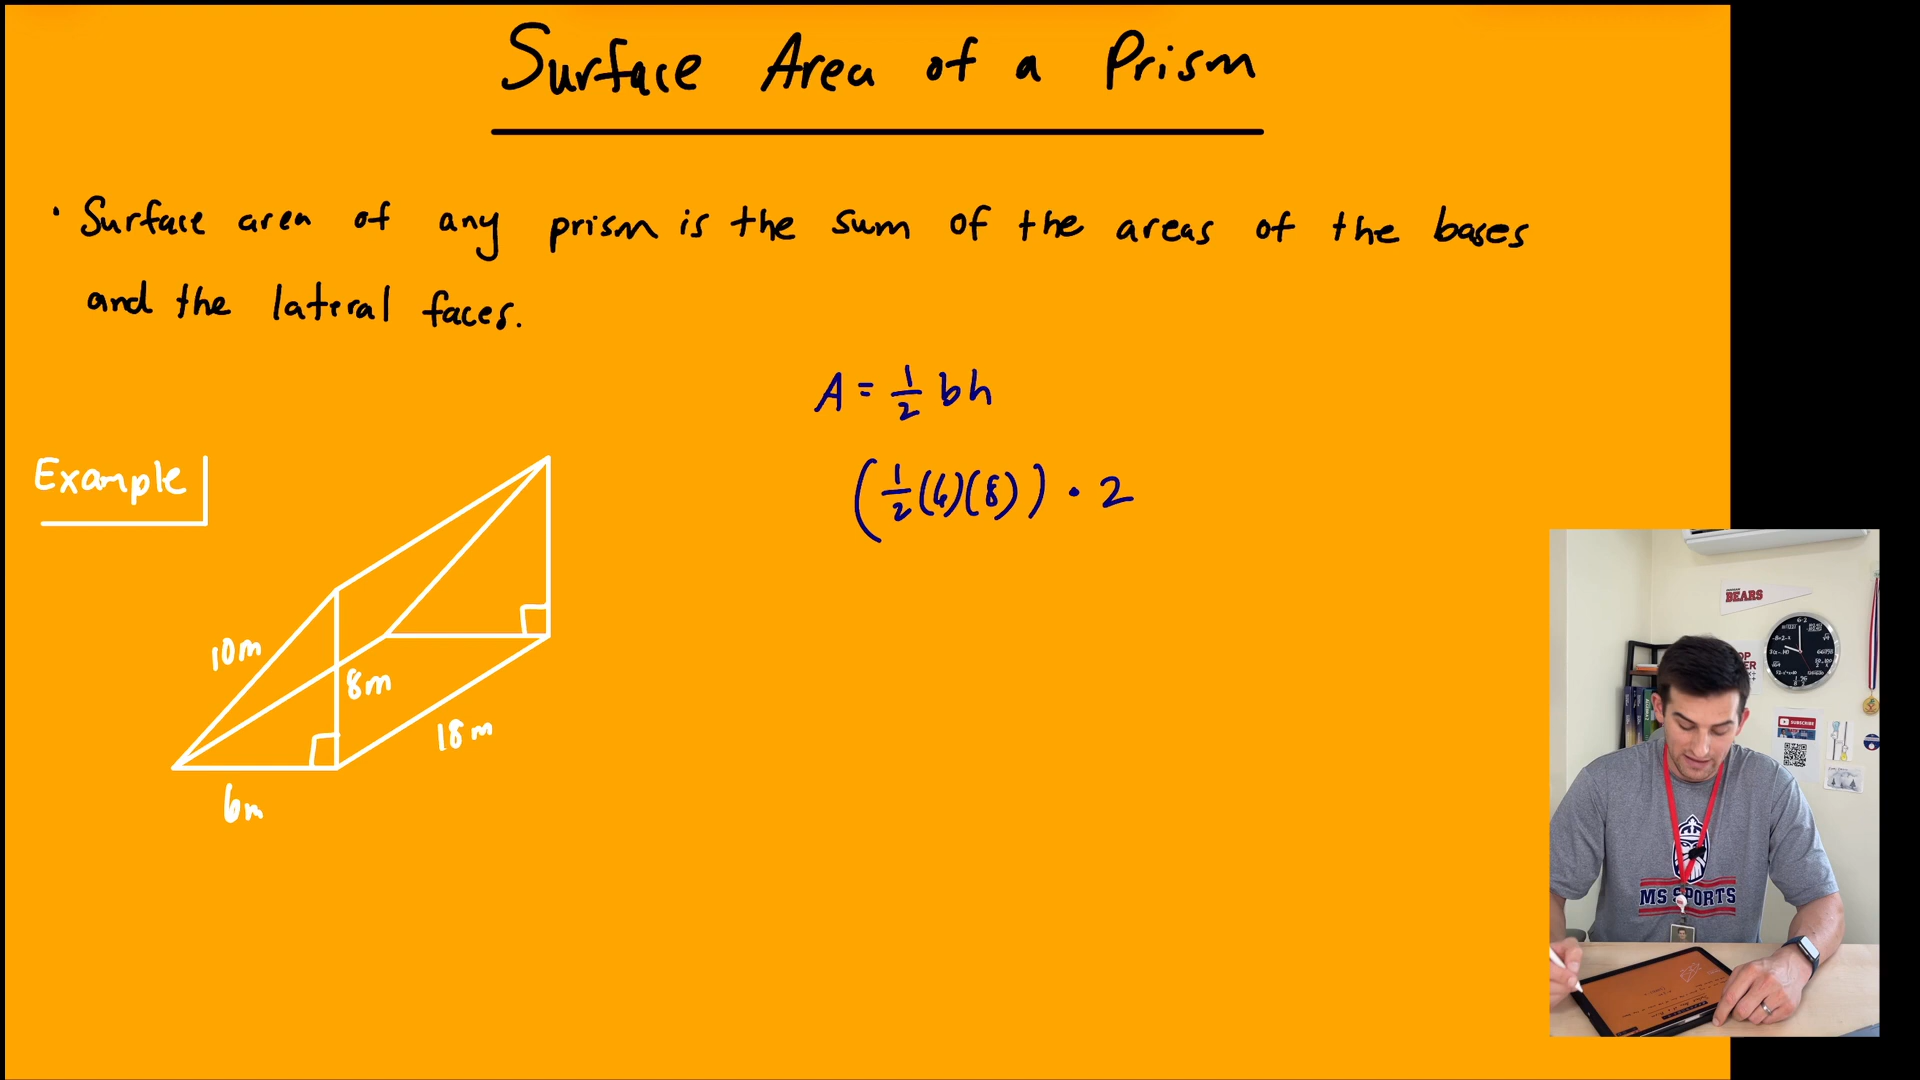 Surface Area of a Prism
· Surface area of any prism is the sum of the areas of the bases
and the lateral faces.
A = 1/2 bh
Example
(1/2(6)(8)) · 2
10m
8m
18m
6m
BEARS
SUBSCRIBE
MS SPORTS